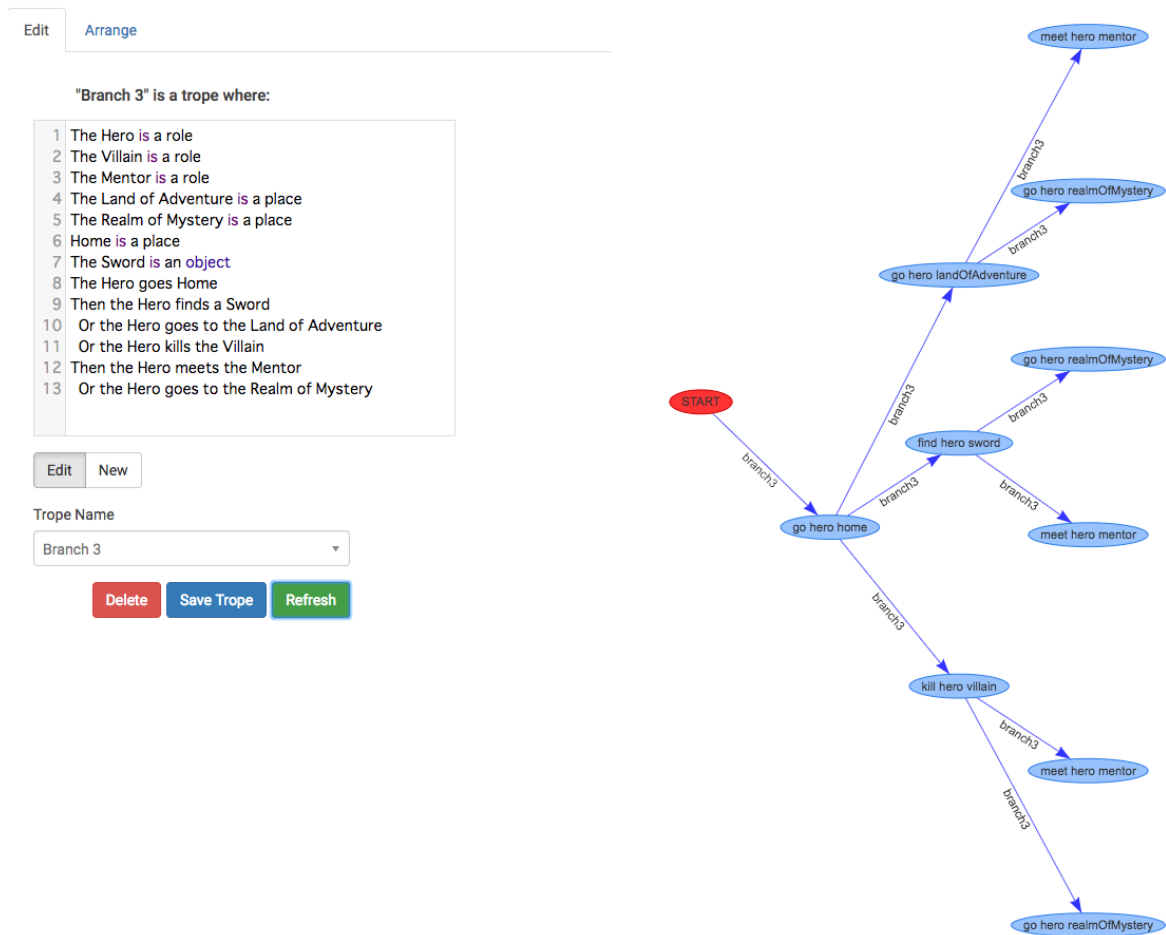 Edit Arrange
"Branch 3" is a trope where:
1 The Hero is a role
2 The Villain is a role
3 The Mentor is a role
4 The Land of Adventure is a place
5 The Realm of Mystery is a place
6 Home is a place
7 The Sword is an object
8 The Hero goes Home
9 Then the Hero finds a Sword
10 Or the Hero goes to the Land of Adventure
11 Or the Hero kills the Villain
12 Then the Hero meets the Mentor
13 Or the Hero goes to the Realm of Mystery
Edit New
Trope Name
Branch 3
Delete Save Trope Refresh
meet hero mentor
branch3
go hero realmOfMystery
branch3
go hero landOfAdventure
go hero realmOfMystery
branch3
START
branch3
find hero sword
branch3
branch3
branch3
go hero home
meet hero mentor
branch3
kill hero villain
branch3
meet hero mentor
branch3
go hero realmOfMystery